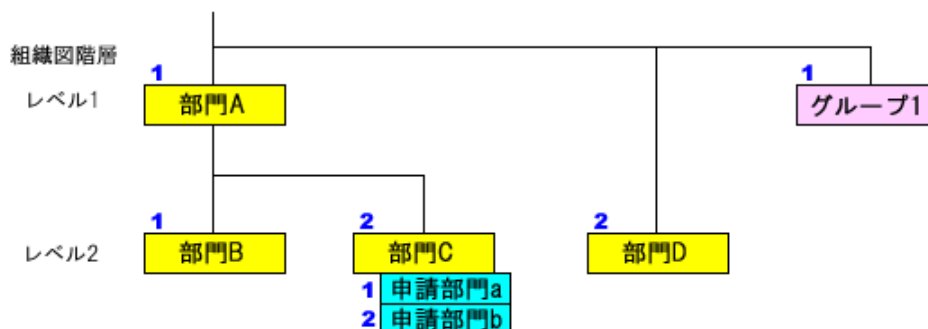 組織図階層
1
1
レベル1
部門A
グループ1
1
2
2
レベル2
部門B
部門C
部門D
1
申請部門a
2
申請部門b